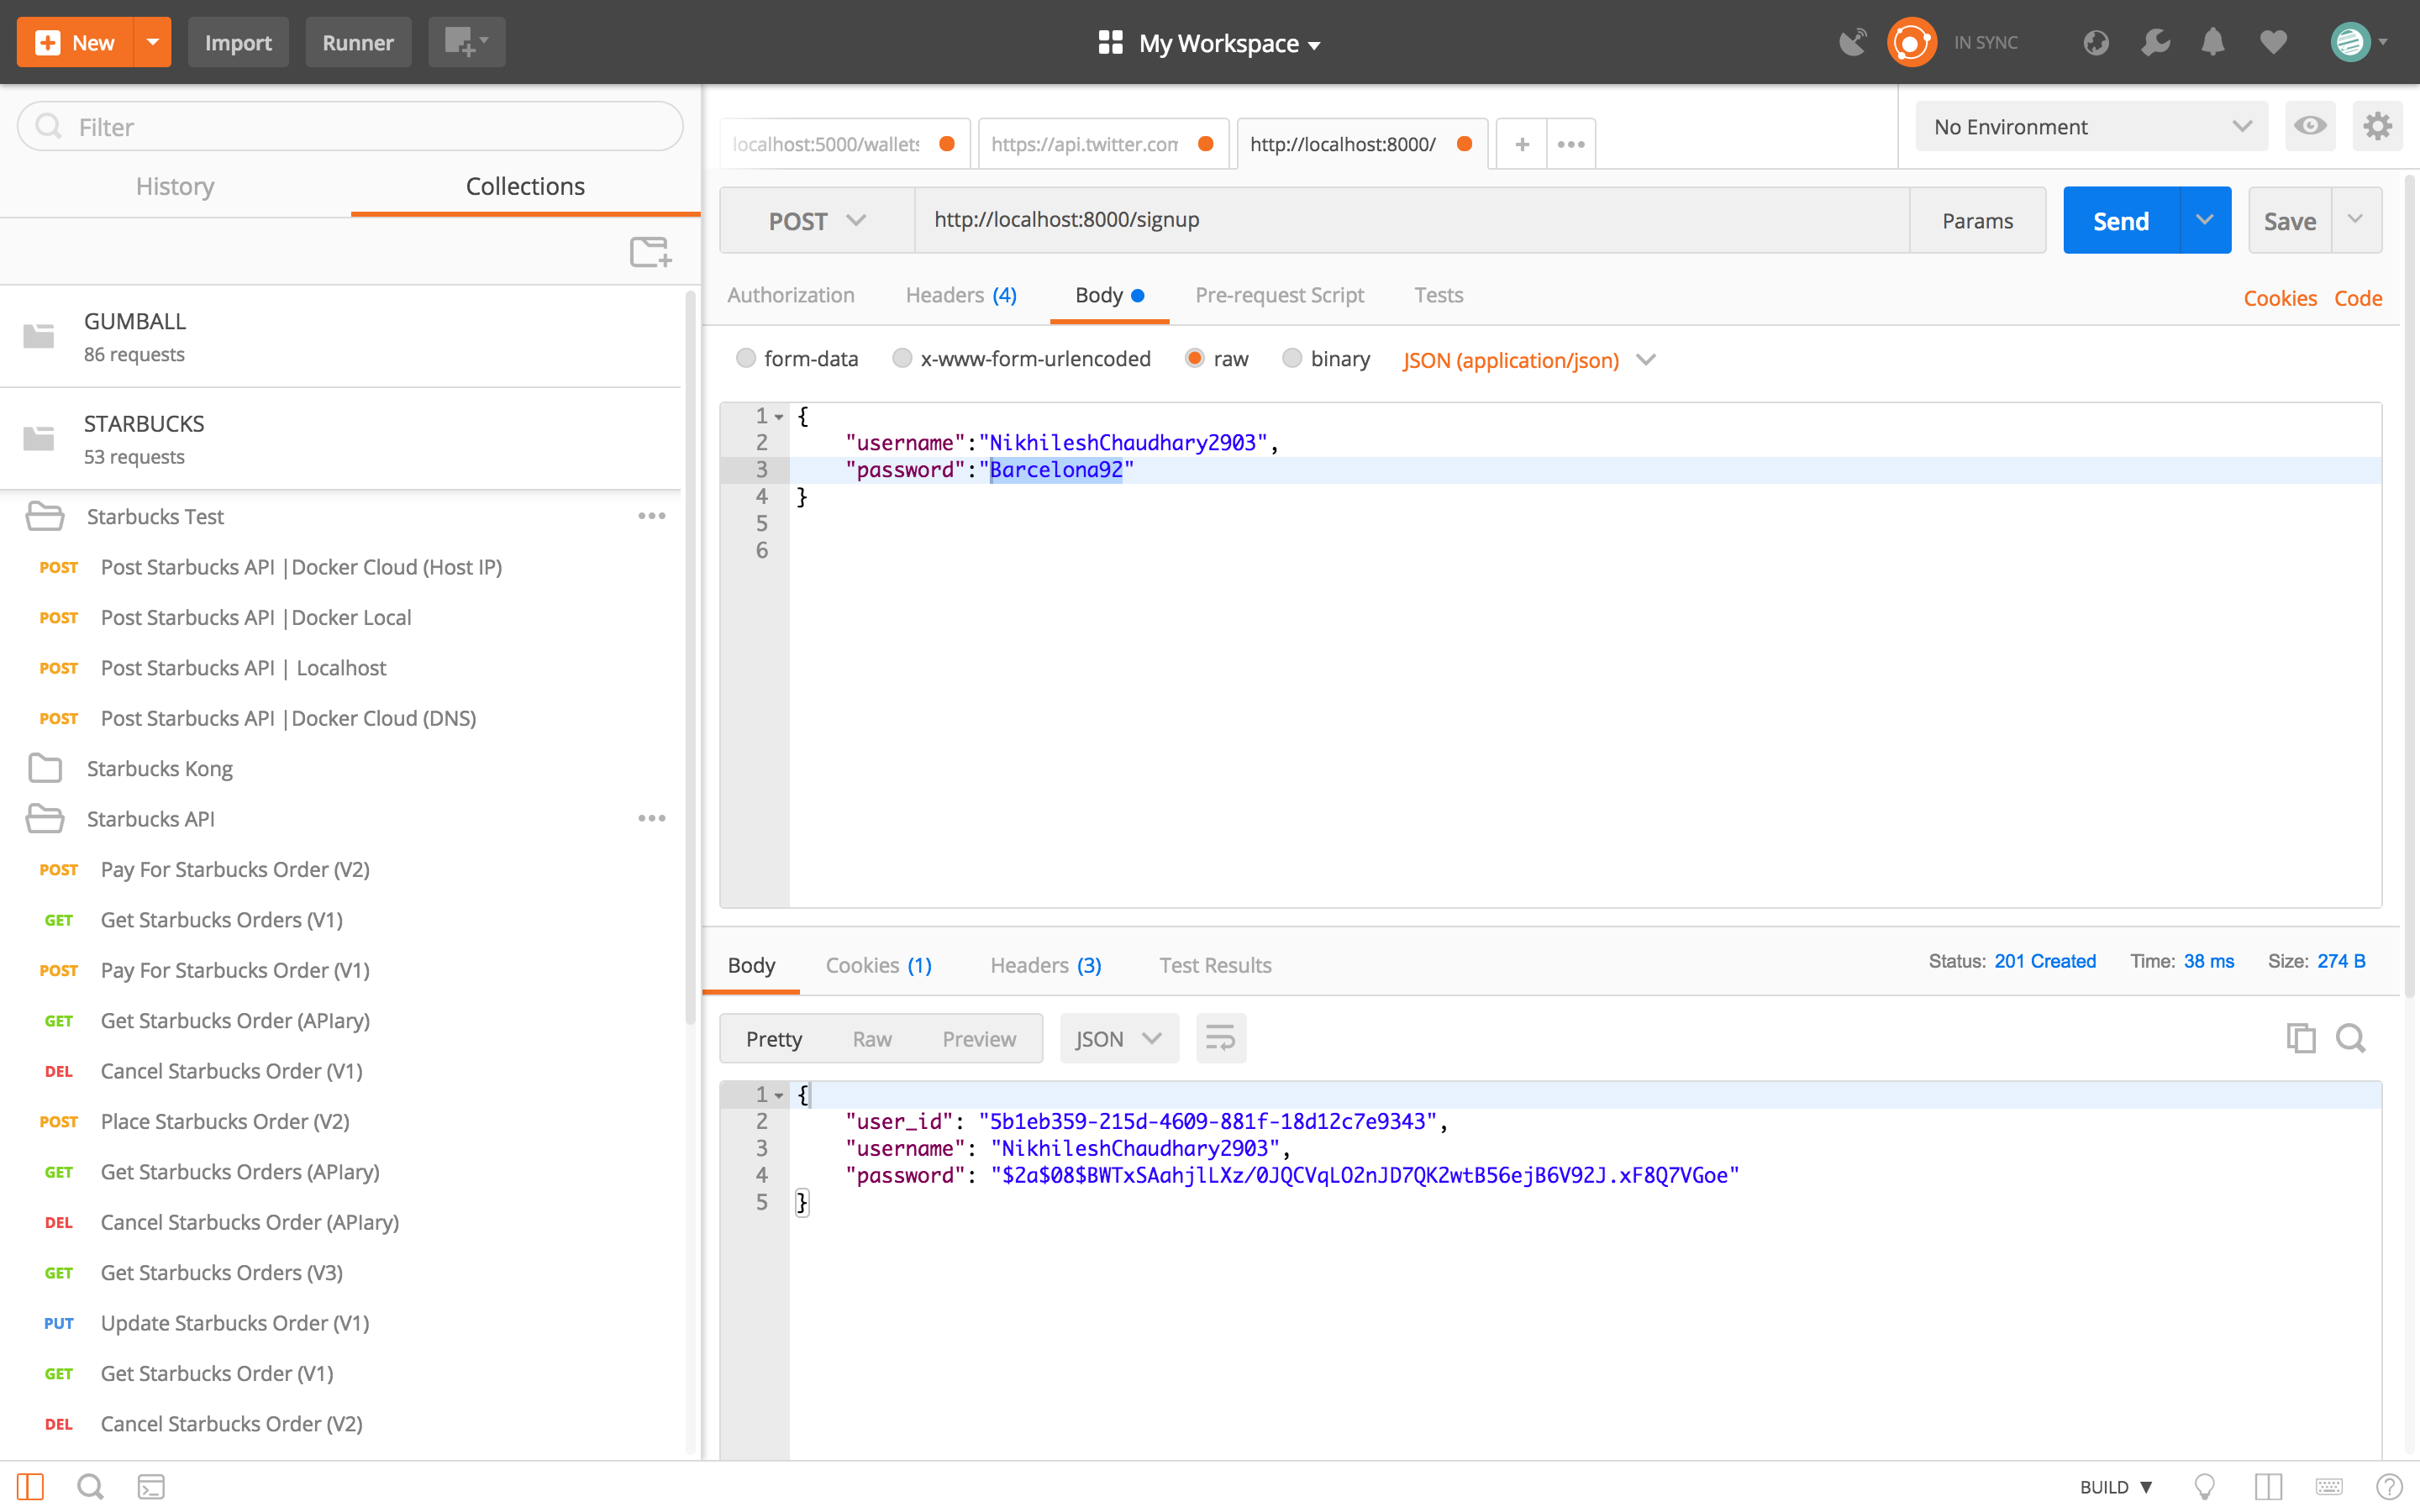 New Import Runner My Workspace IN SYNC
Filter
History Collections
GUMBALL
86 requests
STARBUCKS
53 requests
Starbucks Test
POST Post Starbucks API |Docker Cloud (Host IP)
POST Post Starbucks API |Docker Local
POST Post Starbucks API | Localhost
POST Post Starbucks API |Docker Cloud (DNS)
Starbucks Kong
Starbucks API
POST Pay For Starbucks Order (V2)
GET Get Starbucks Orders (V1)
POST Pay For Starbucks Order (V1)
GET Get Starbucks Order (APIary)
DEL Cancel Starbucks Order (V1)
POST Place Starbucks Order (V2)
GET Get Starbucks Orders (APIary)
DEL Cancel Starbucks Order (APIary)
GET Get Starbucks Orders (V3)
PUT Update Starbucks Order (V1)
GET Get Starbucks Order (V1)
DEL Cancel Starbucks Order (V2)
localhost:5000/wallets https://api.twitter.com http://localhost:8000/ + ••• No Environment
POST http://localhost:8000/signup Params Send Save
Authorization Headers (4) Body Pre-request Script Tests Cookies Code
form-data x-www-form-urlencoded raw binary JSON (application/json)
1 {
2 "username":"NikhileshChaudhary2903",
3 "password":"Barcelona92"
4 }
5
6
Body Cookies (1) Headers (3) Test Results Status: 201 Created Time: 38 ms Size: 274 B
Pretty Raw Preview JSON
1 {
2 "user_id": "5b1eb359-215d-4609-881f-18d12c7e9343",
3 "username": "NikhileshChaudhary2903",
4 "password": "$2a$08$BWTxSAahjlLXz/0JQCVqLO2nJD7QK2wtB56ejB6V92J.xF8Q7VGoe"
5 }
BUILD